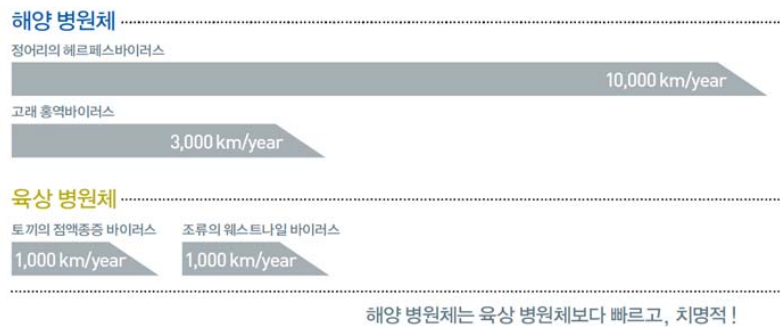 해양 병원체
정어리의 헤르페스바이러스
10,000 km/year
고래 홍역바이러스
3,000 km/year
육상 병원체
토끼의 점액종증 바이러스 조류의 웨스트나일 바이러스
1,000 km/year 1,000 km/year
해양 병원체는 육상 병원체보다 빠르고, 치명적 !